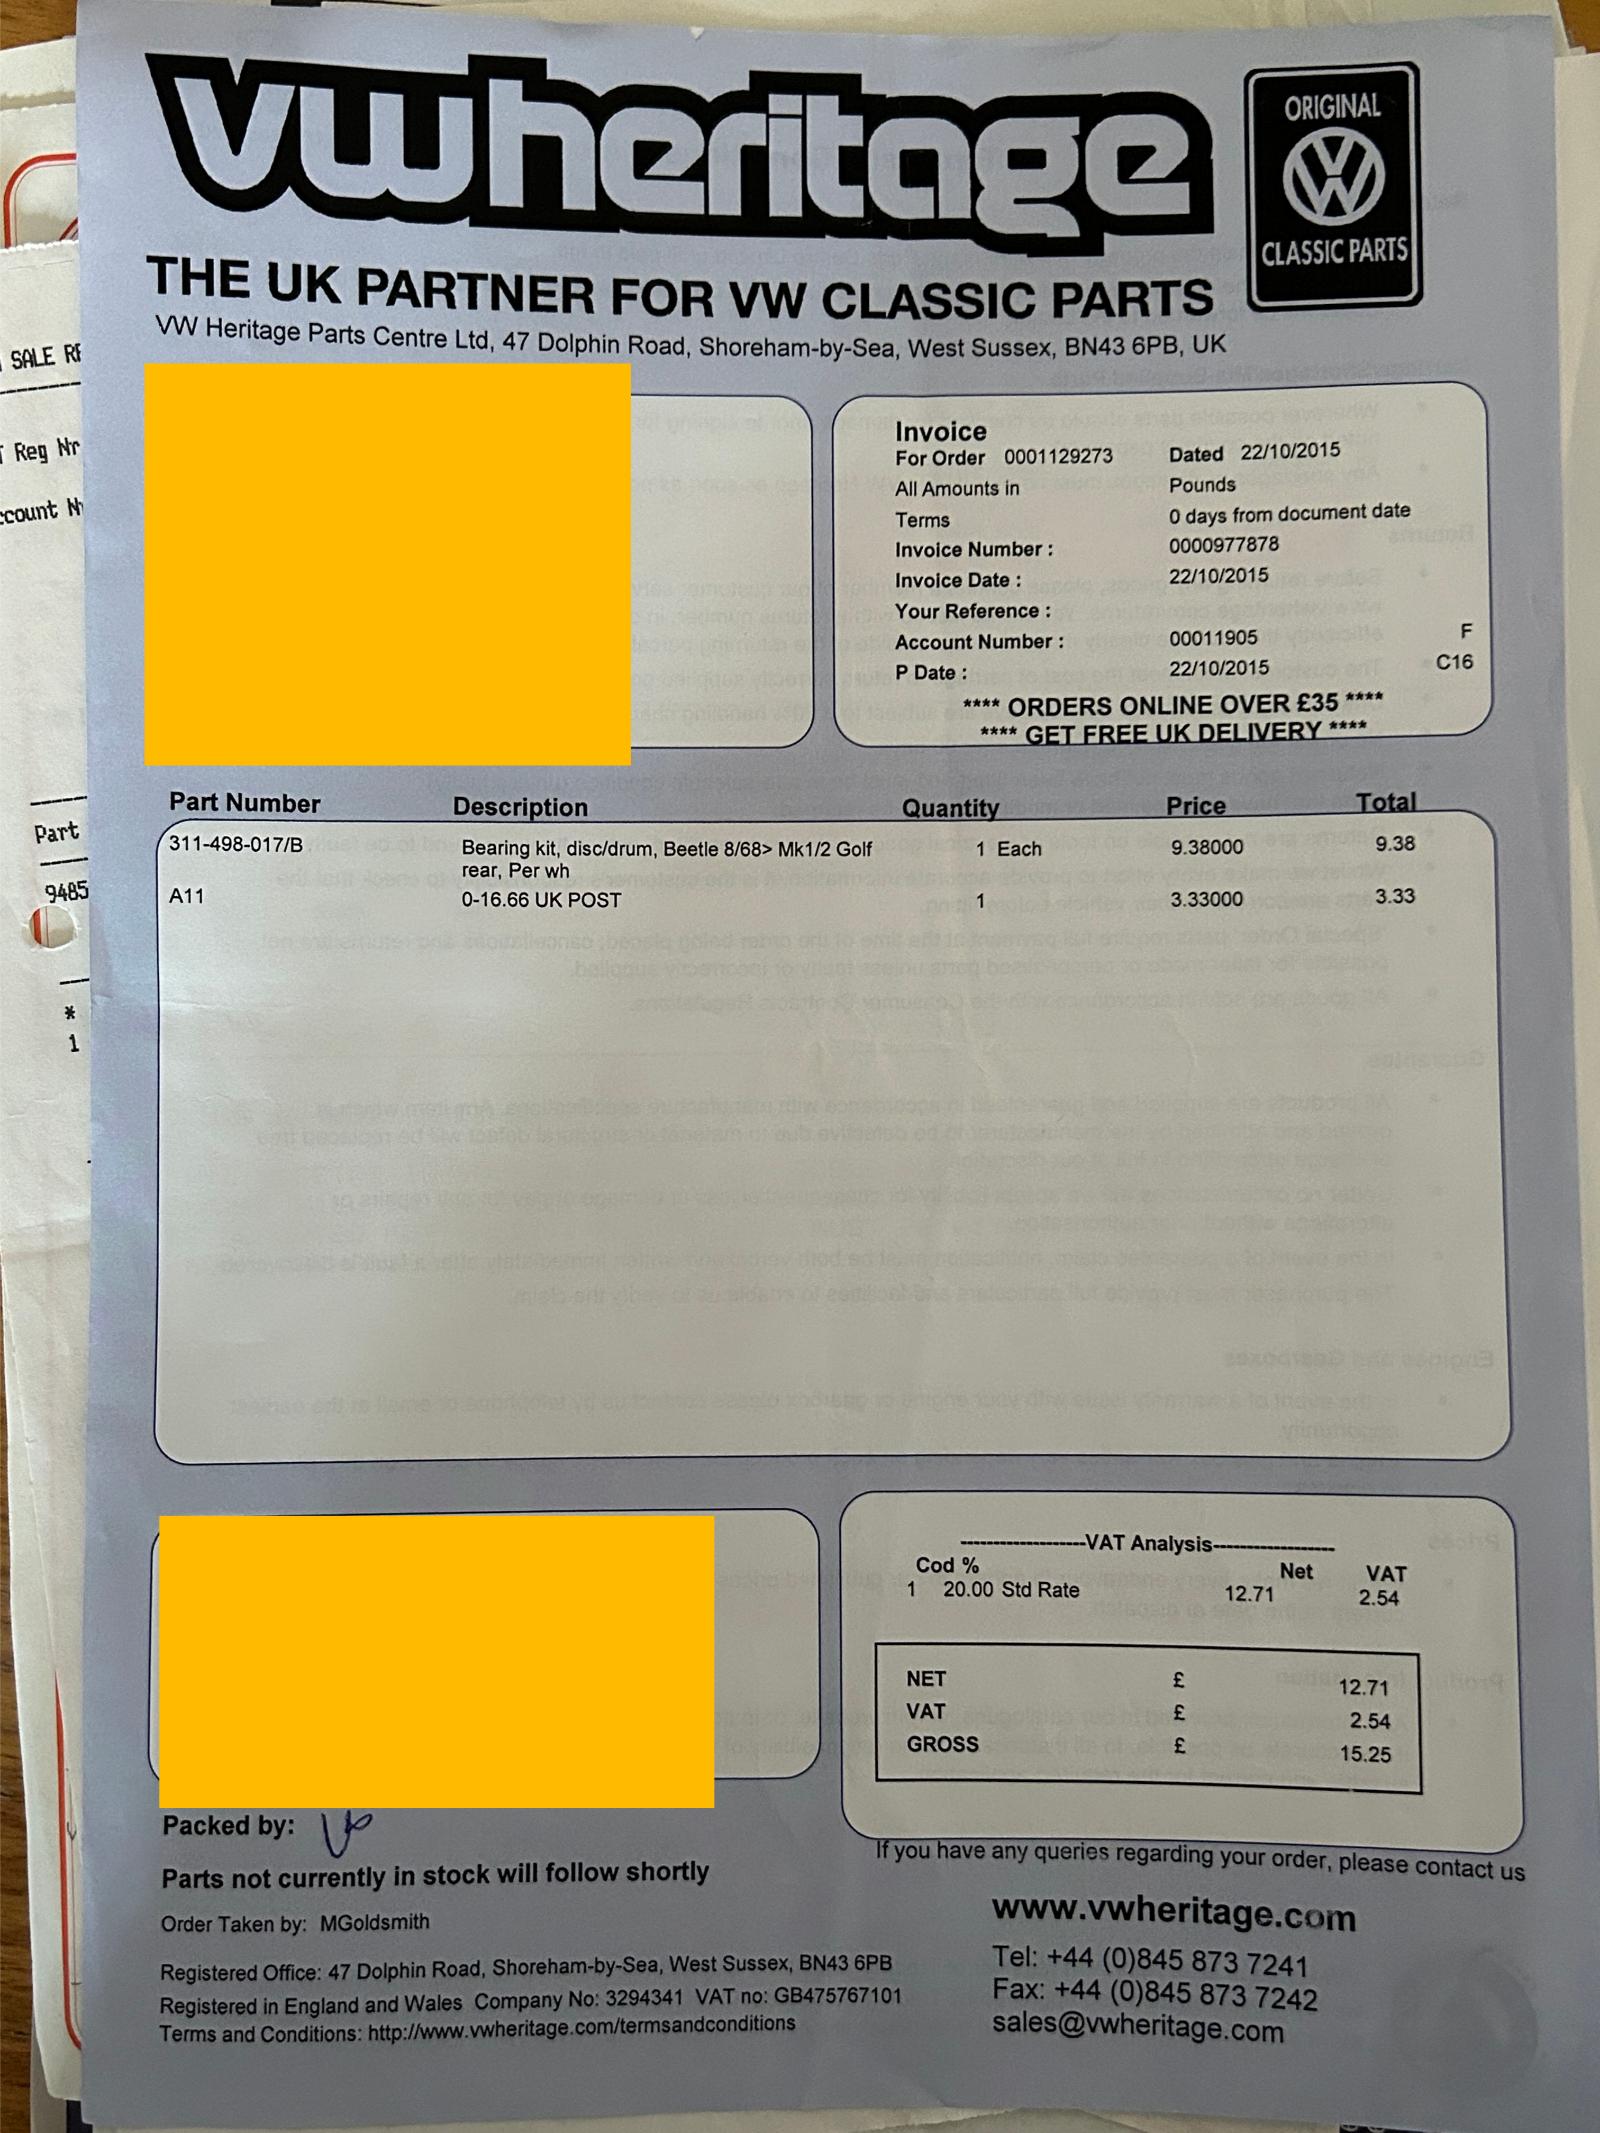 vwheritage
ORIGINAL
CLASSIC PARTS
THE UK PARTNER FOR VW CLASSIC PARTS
VW Heritage Parts Centre Ltd, 47 Dolphin Road, Shoreham-by-Sea, West Sussex, BN43 6PB, UK
SALE
Reg Nr
Part
9485
*
1
Invoice
For Order 0001129273 Dated 22/10/2015
All Amounts in Pounds
Terms 0 days from document date
Invoice Number : 0000977878
Invoice Date : 22/10/2015
Your Reference :
Account Number : 00011905 F
P Date : 22/10/2015 C16
**** ORDERS ONLINE OVER £35 ****
**** GET FREE UK DELIVERY ****
Part Number Description Quantity Price Total
311-498-017/B Bearing kit, disc/drum, Beetle 8/68> Mk1/2 Golf 1 Each 9.38000 9.38
rear, Per wh
A11 0-16.66 UK POST 1 3.33000 3.33
--------------------VAT Analysis--------------------
Cod % Net VAT
1 20.00 Std Rate 12.71 2.54
NET £ 12.71
VAT £ 2.54
GROSS £ 15.25
Packed by:
Parts not currently in stock will follow shortly
Order Taken by: MGoldsmith
Registered Office: 47 Dolphin Road, Shoreham-by-Sea, West Sussex, BN43 6PB
Registered in England and Wales Company No: 3294341 VAT no: GB475767101
Terms and Conditions: http://www.vwheritage.com/termsandconditions
If you have any queries regarding your order, please contact us
www.vwheritage.com
Tel: +44 (0)845 873 7241
Fax: +44 (0)845 873 7242
sales@vwheritage.com